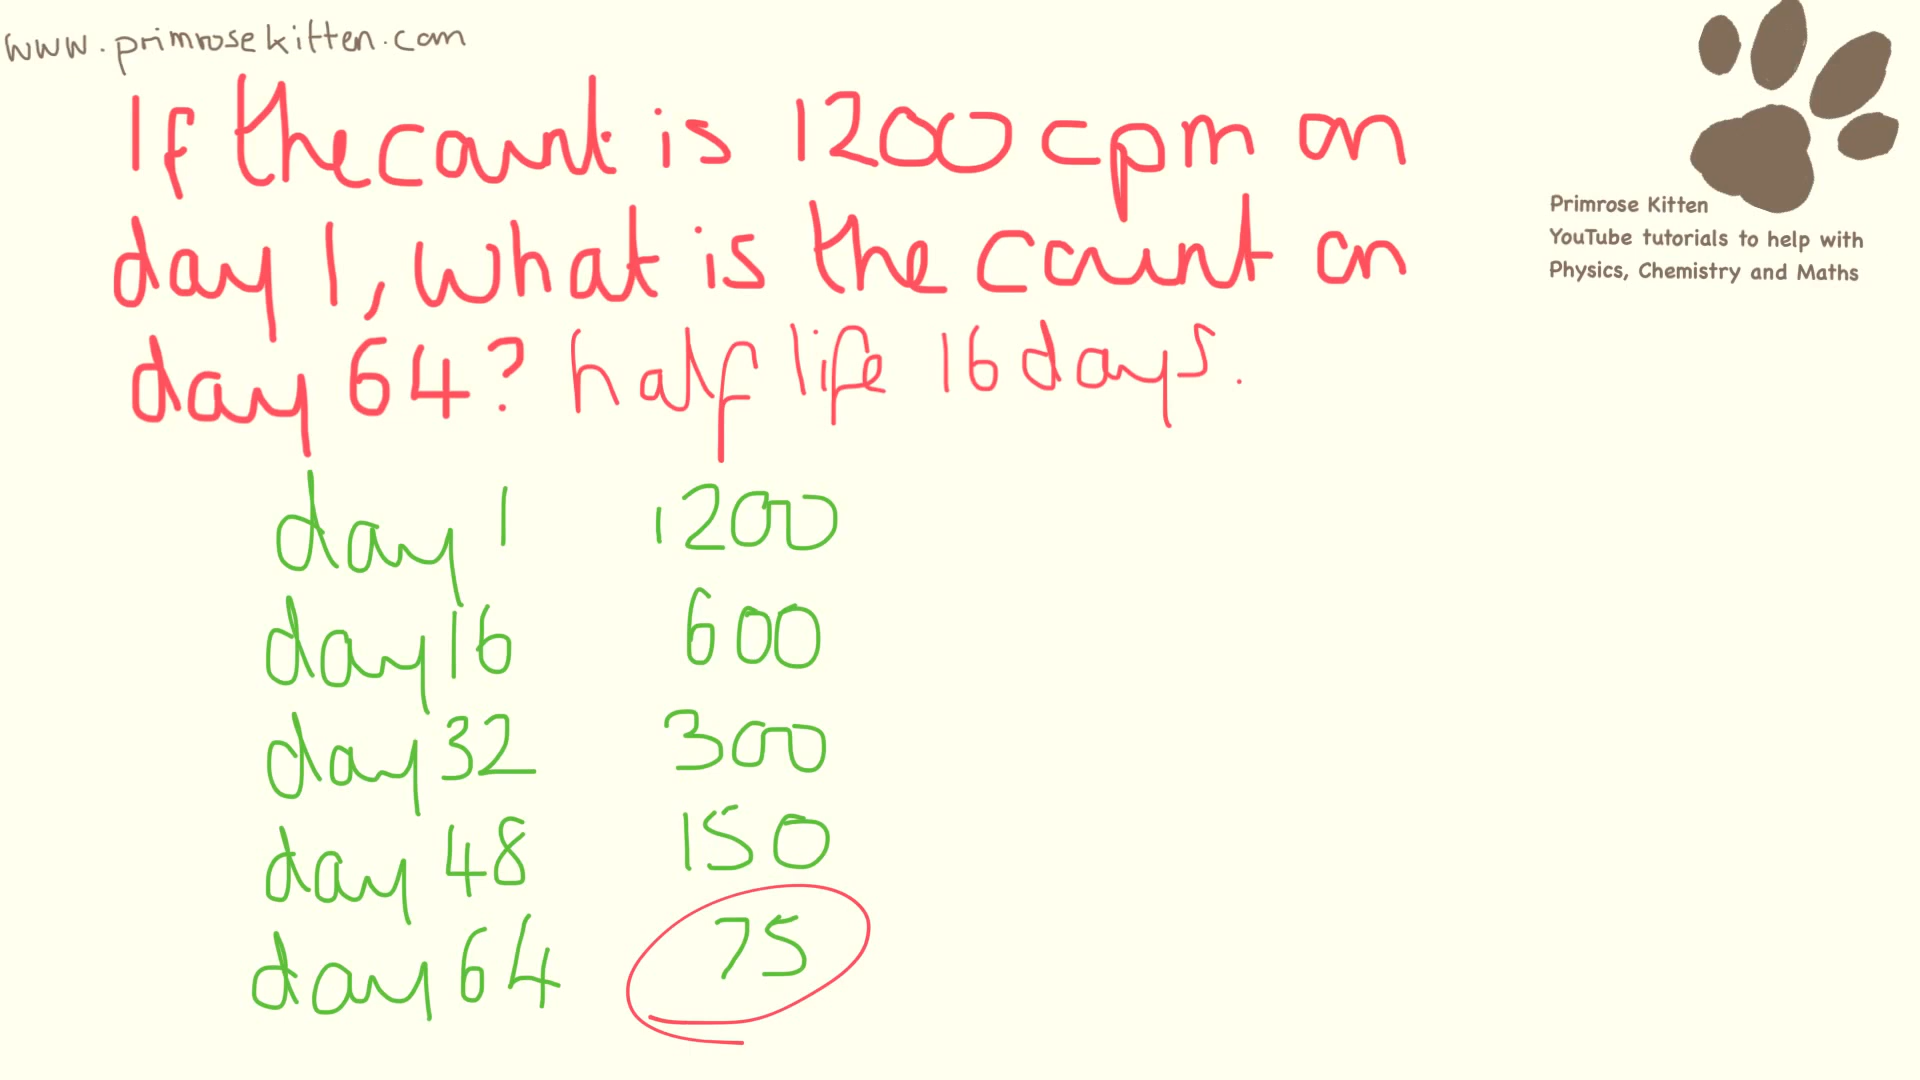 www.primrosekitten.com
If the count is 1200 cpm on
day 1, what is the count on
day 64? half life 16 days.
Primrose Kitten
YouTube tutorials to help with
Physics, Chemistry and Maths
day 1 1200
day 16 600
day 32 300
day 48 150
day 64 75